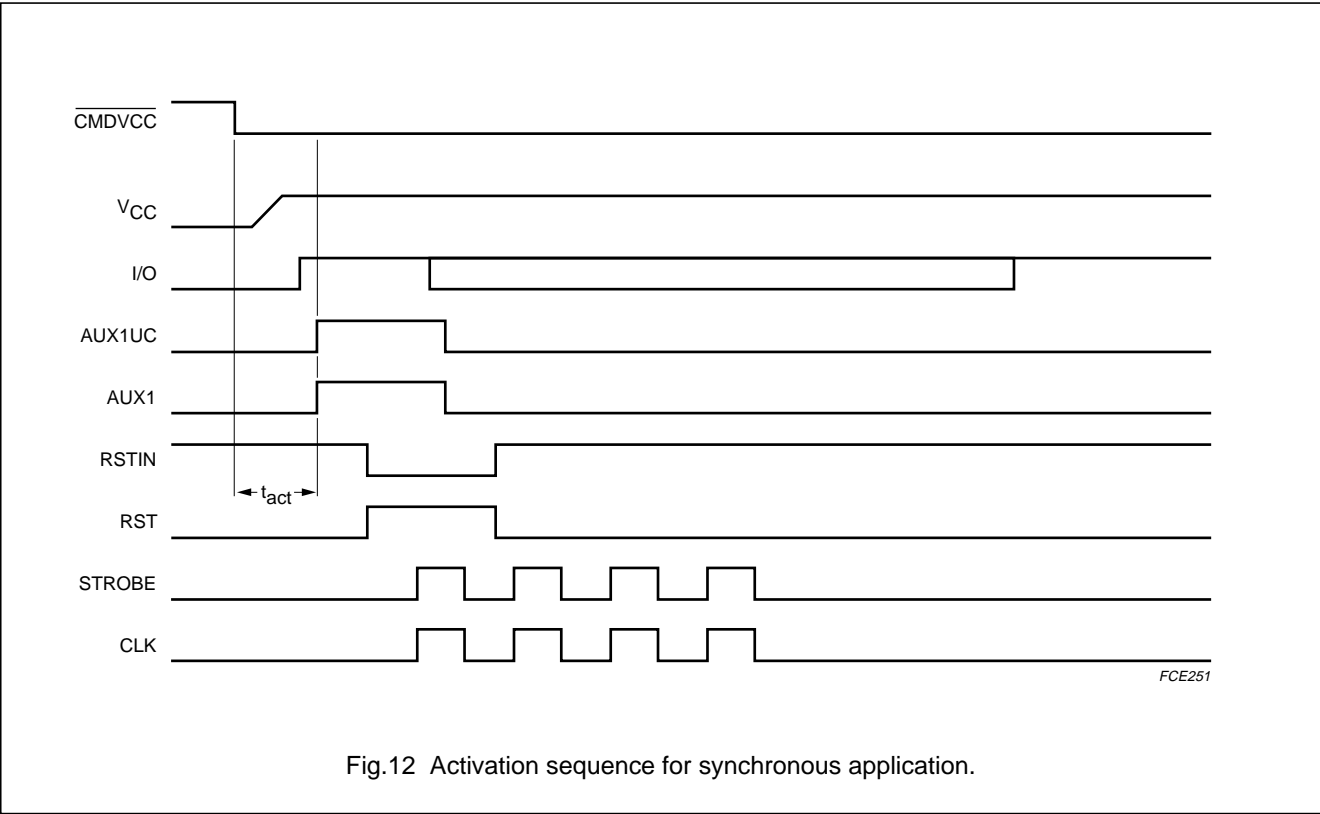 CMDVCC
VCC
I/O
AUX1UC
AUX1
RSTIN
tact
RST
STROBE
CLK
FCE251
Fig.12 Activation sequence for synchronous application.